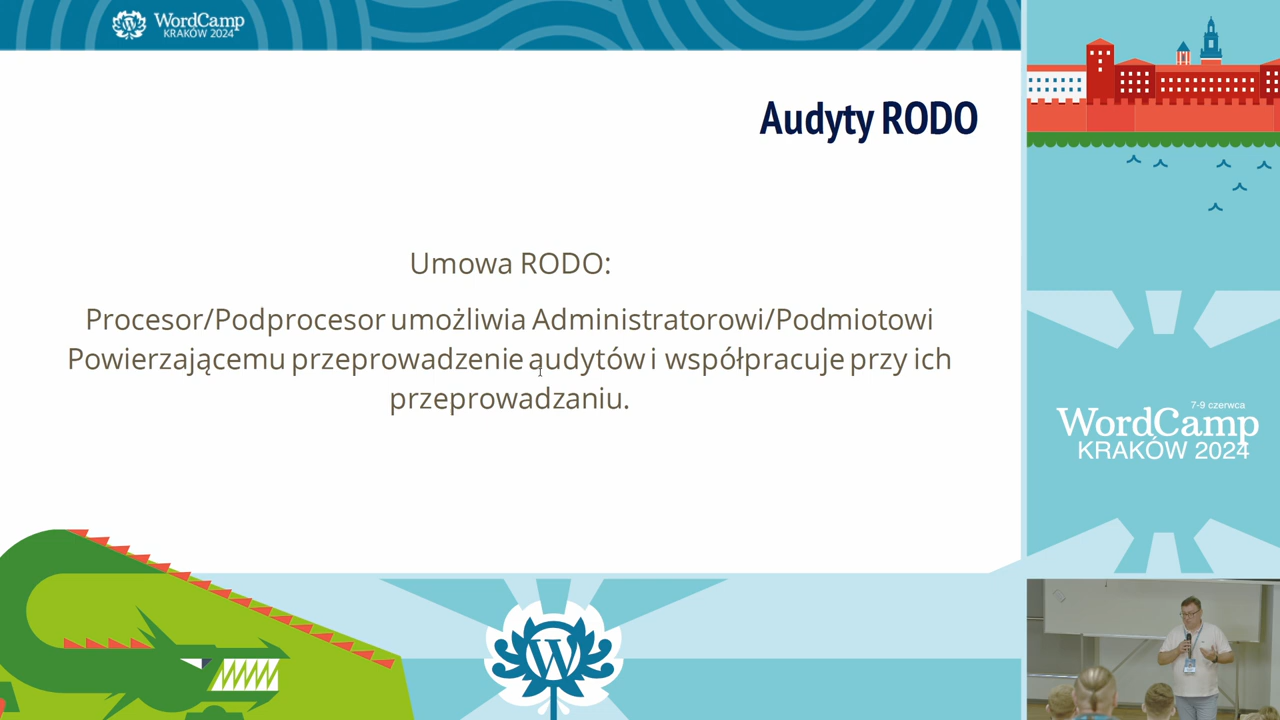 WordCamp
KRAKÓW 2024
Audyty RODO
Umowa RODO:
Procesor/Podprocesor umożliwia Administratorowi/Podmiotowi
Powierzającemu przeprowadzenie audytów i współpracuje przy ich
przeprowadzaniu.
7-9 czerwca
WordCamp
KRAKÓW 2024
W